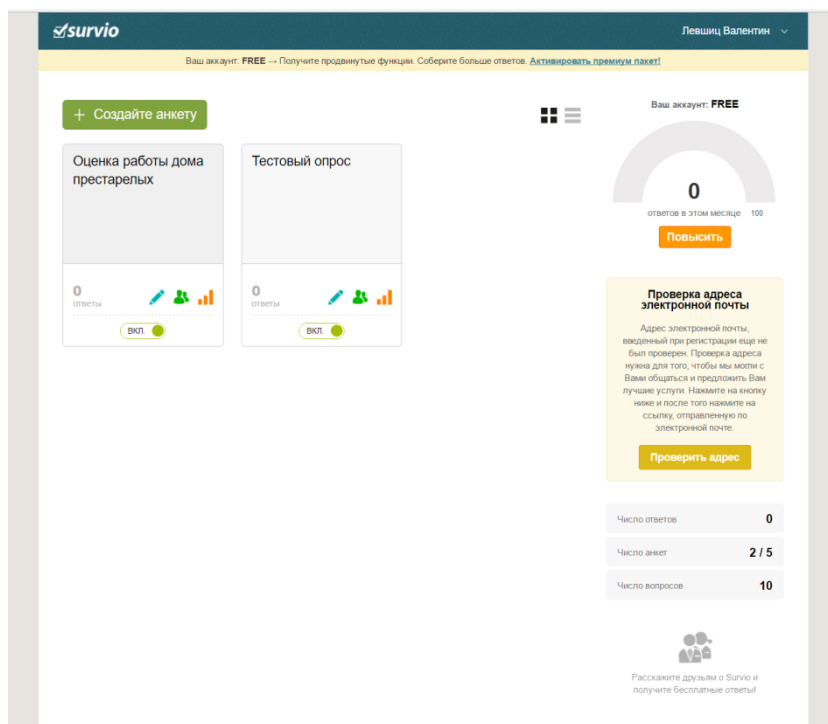 survio
Левшиц Валентин
Ваш аккаунт: FREE → Получите продвинутые функции. Соберите больше ответов. Активировать премиум пакет!
+ Создайте анкету
Оценка работы дома
престарелых
0
ответы
ВКЛ.
Тестовый опрос
0
ответы
ВКЛ.
Ваш аккаунт: FREE
0
ответов в этом месяце 100
Повысить
Проверка адреса
электронной почты
Адрес электронной почты,
введенный при регистрации еще не
был проверен. Проверка адреса
нужна для того, чтобы мы могли с
Вами общаться и предложить Вам
лучшие услуги. Нажмите на кнопку
ниже и после того нажмите на
ссылку, отправленную по
электронной почте.
Проверить адрес
Число ответов 0
Число анкет 2 / 5
Число вопросов 10
Расскажите друзьям о Survio и
получите бесплатные ответы!